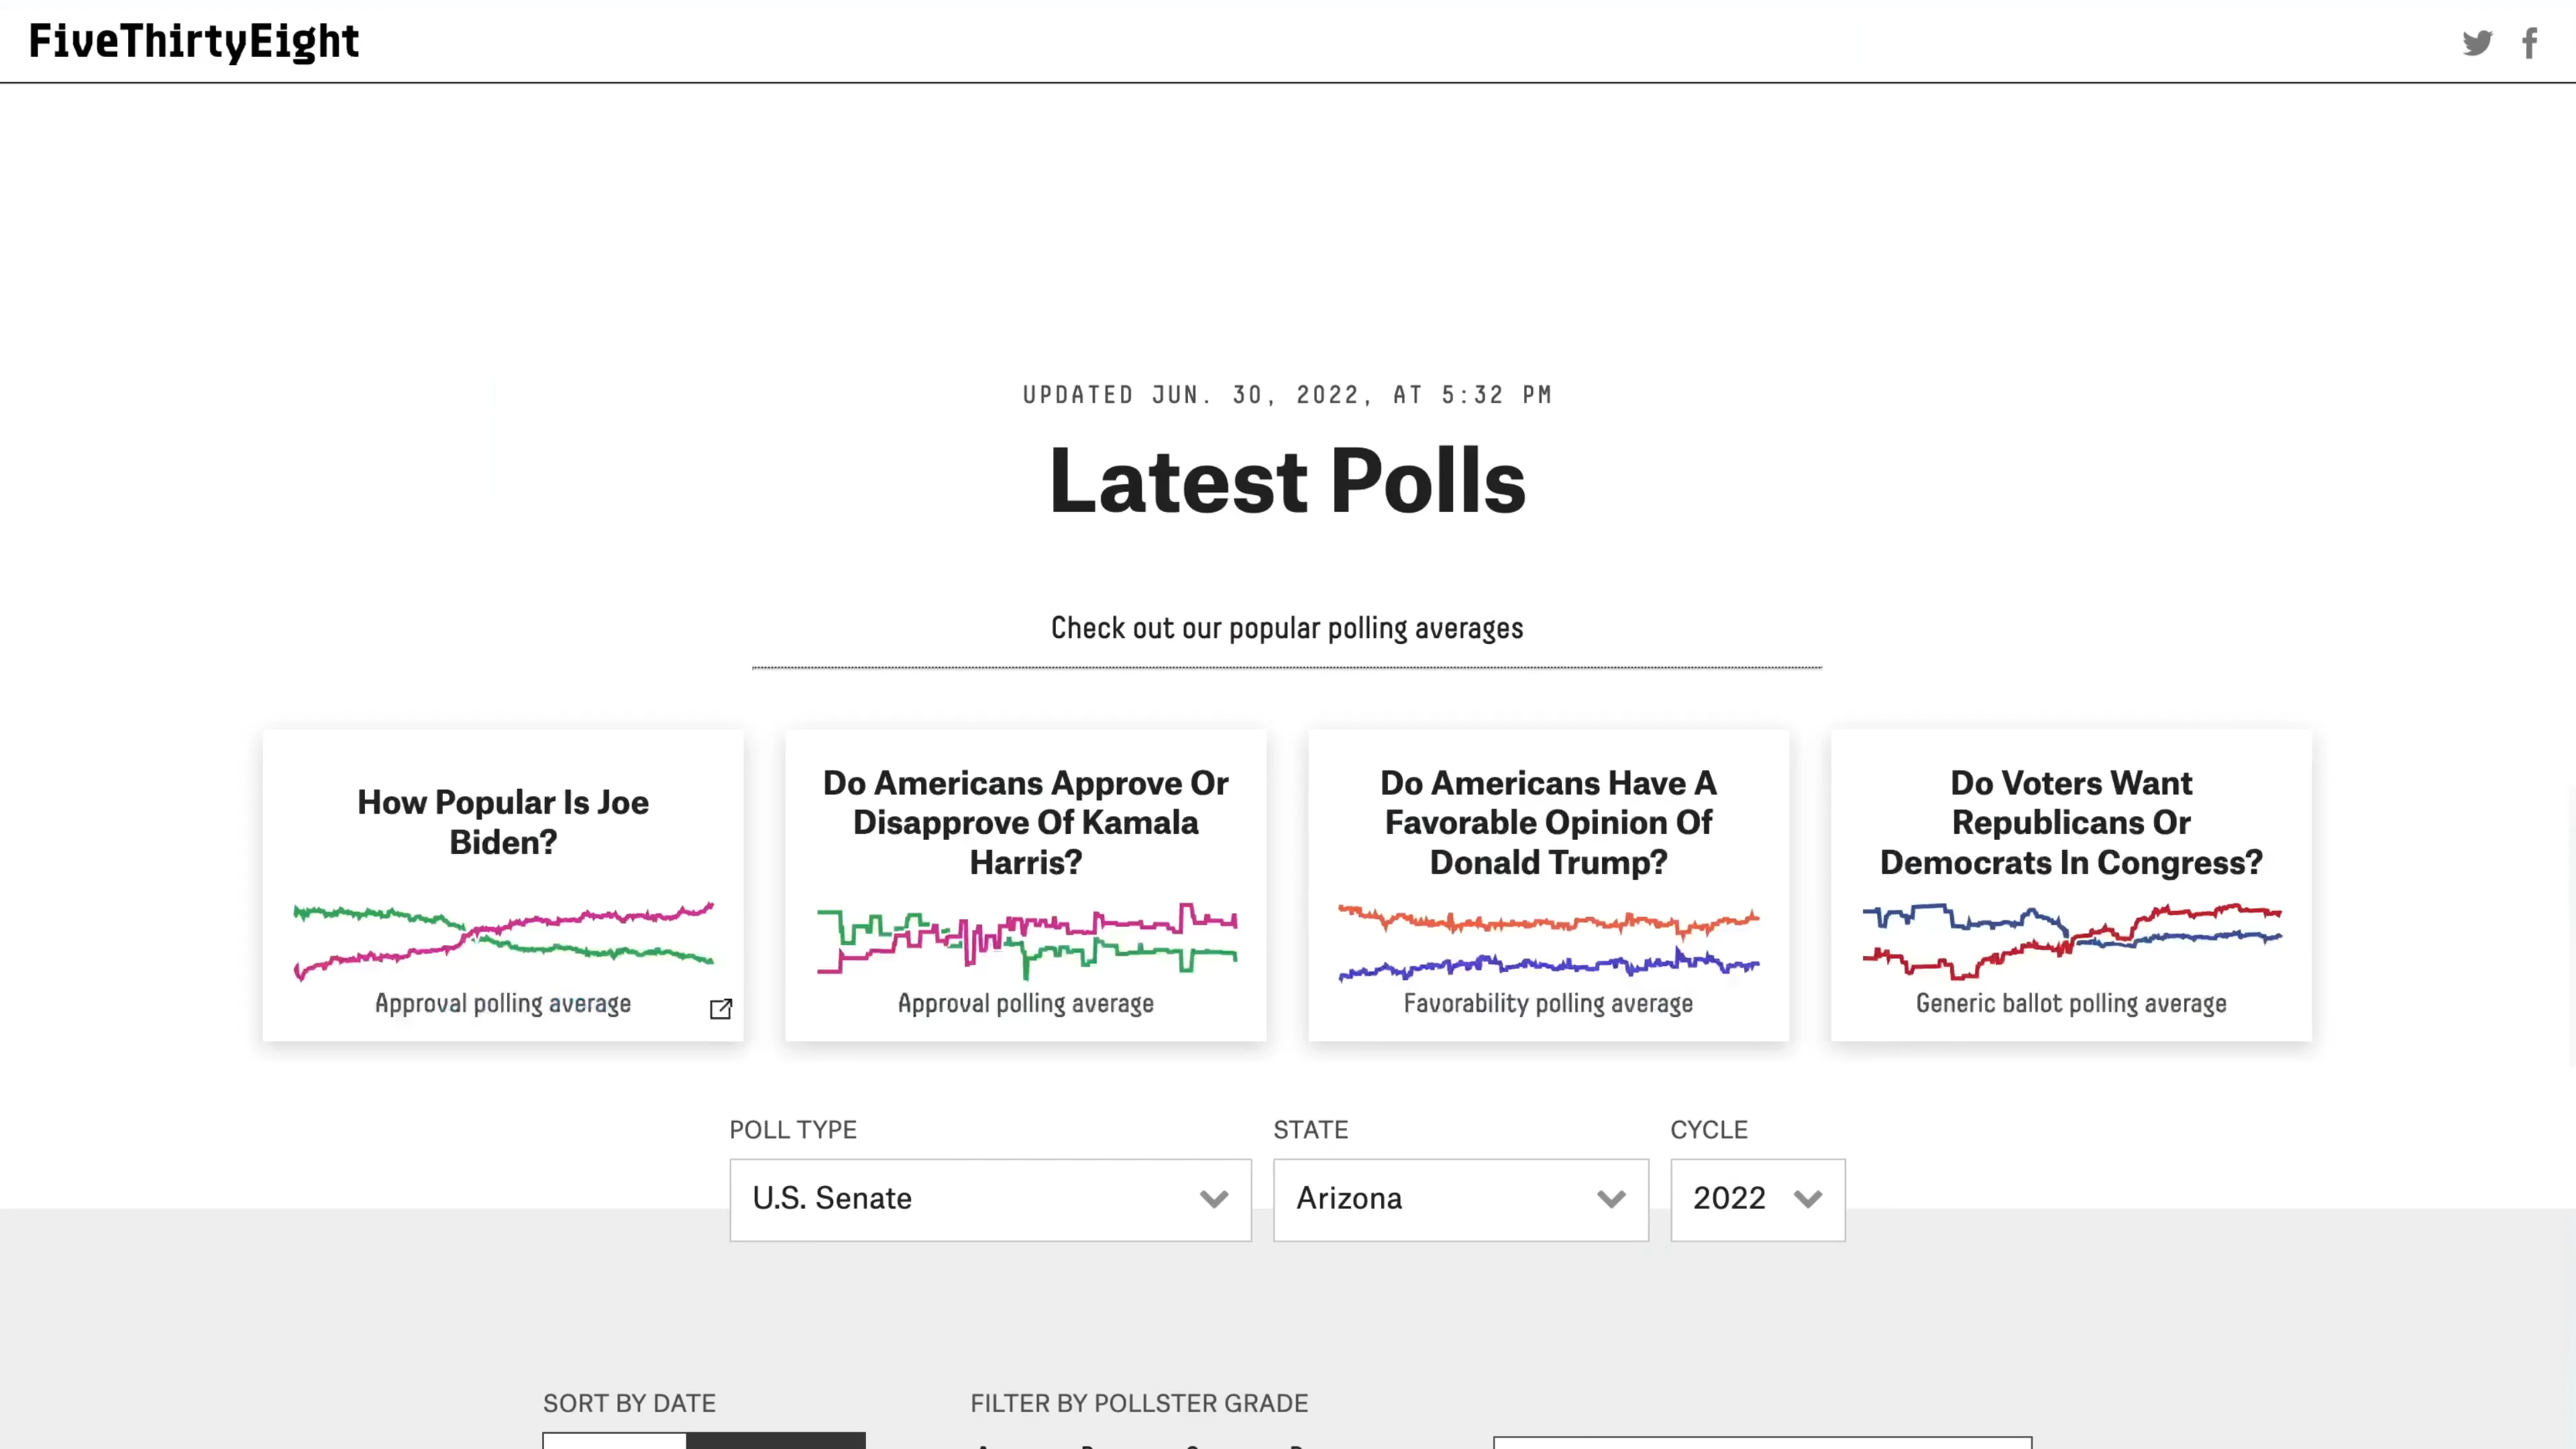 FiveThirtyEight
UPDATED JUN. 30, 2022, AT 5:32 PM
Latest Polls
Check out our popular polling averages
How Popular Is Joe
Biden?
Approval polling average
Do Americans Approve Or
Disapprove Of Kamala
Harris?
Approval polling average
Do Americans Have A
Favorable Opinion Of
Donald Trump?
Favorability polling average
Do Voters Want
Republicans Or
Democrats In Congress?
Generic ballot polling average
POLL TYPE STATE CYCLE
U.S. Senate Arizona 2022
SORT BY DATE FILTER BY POLLSTER GRADE